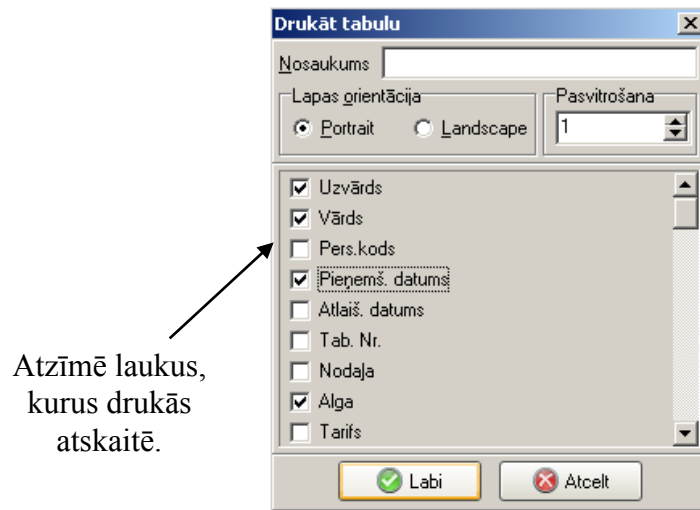 Drukāt tabulu
Nosaukums
Lapas orientācija
Pasvītrošana
Portrait
Landscape
1
Uzvārds
Vārds
Pers.kods
Pieņemš. datums
Atlaiš. datums
Tab. Nr.
Nodaļa
Alga
Tarifs
Labi
Atcelt
Atzīmē laukus,
kurus drukās
atskaitē.